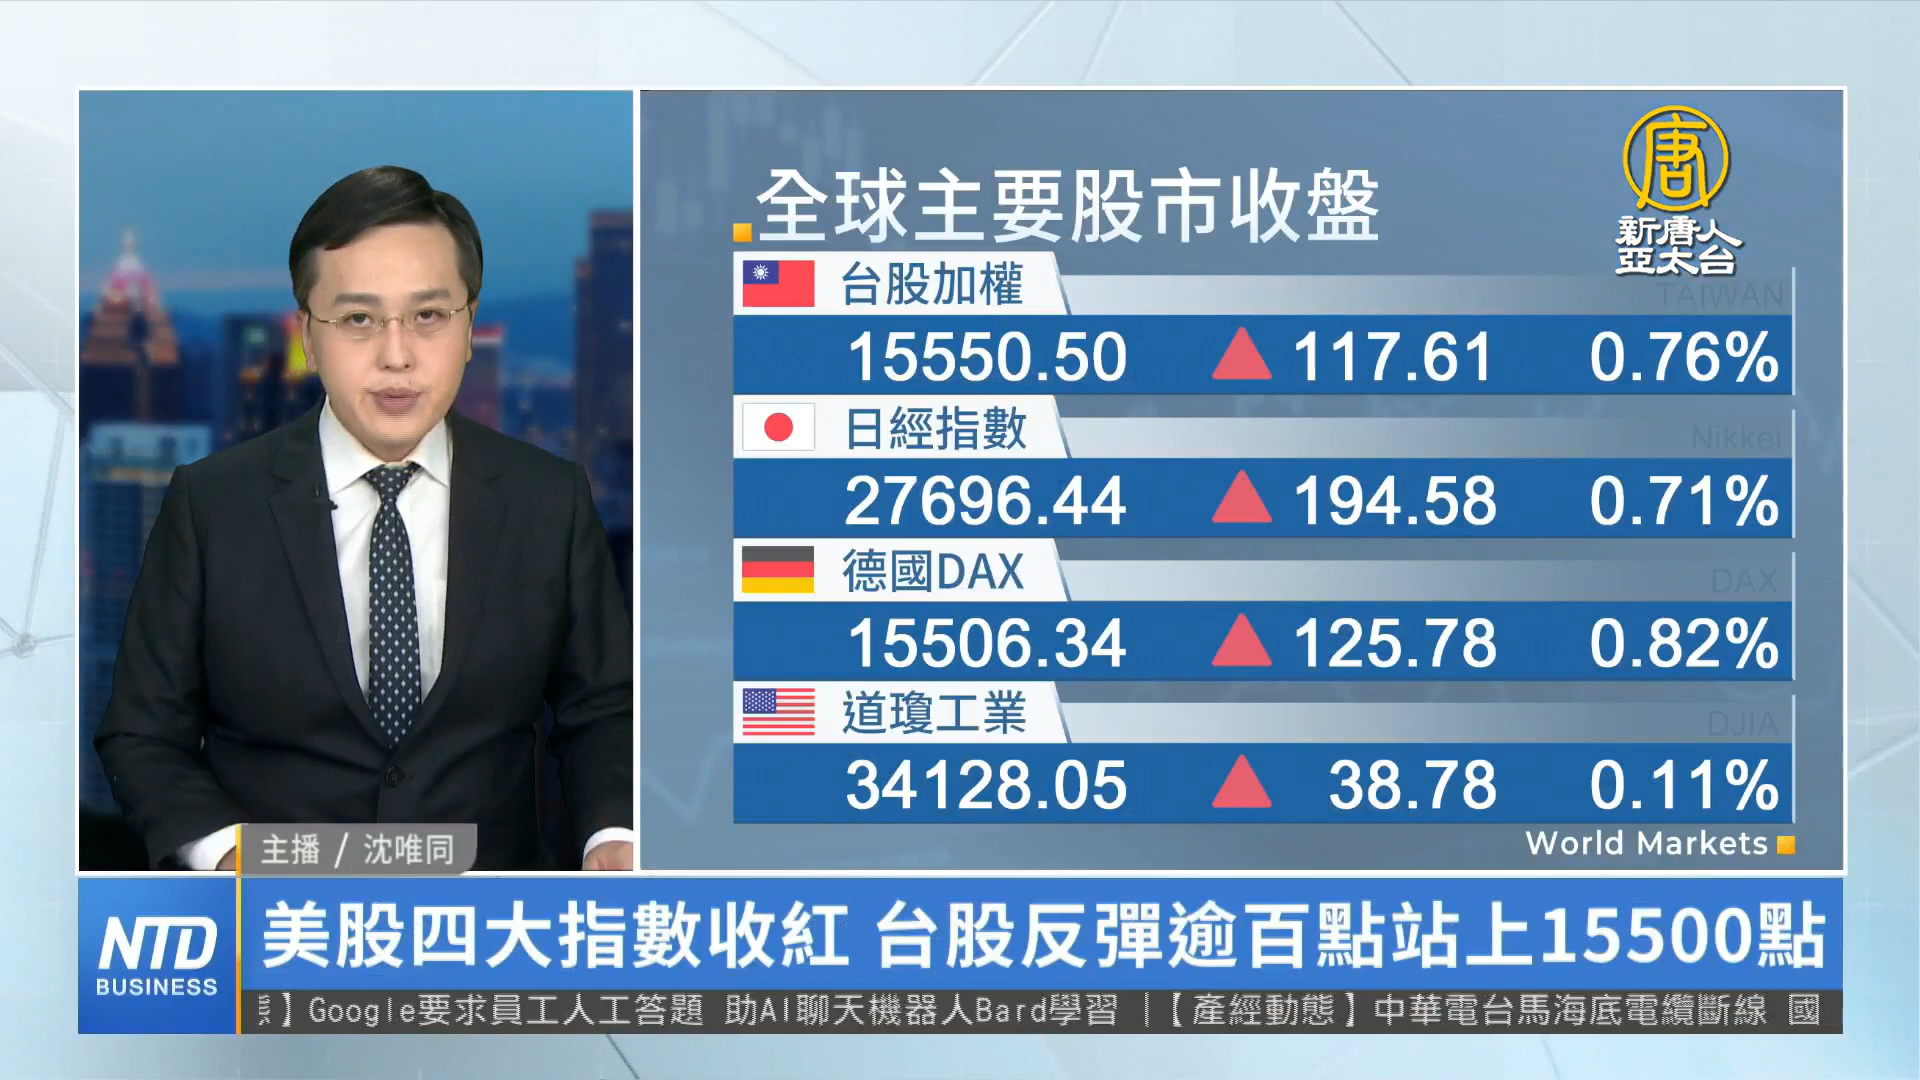 全球主要股市收盤
唐
新唐人
亞太台
台股加權
TAIWAN
15550.50 ▲ 117.61 0.76%
日經指數
Nikkei
27696.44 ▲ 194.58 0.71%
德國DAX
DAX
15506.34 ▲ 125.78 0.82%
道瓊工業
DJIA
34128.05 ▲ 38.78 0.11%
World Markets
主播 / 沈唯同
NTD
BUSINESS
美股四大指數收紅 台股反彈逾百點站上15500點
】Google要求員工人工答題 助AI聊天機器人Bard學習 |【產經動態】中華電台馬海底電纜斷線 國